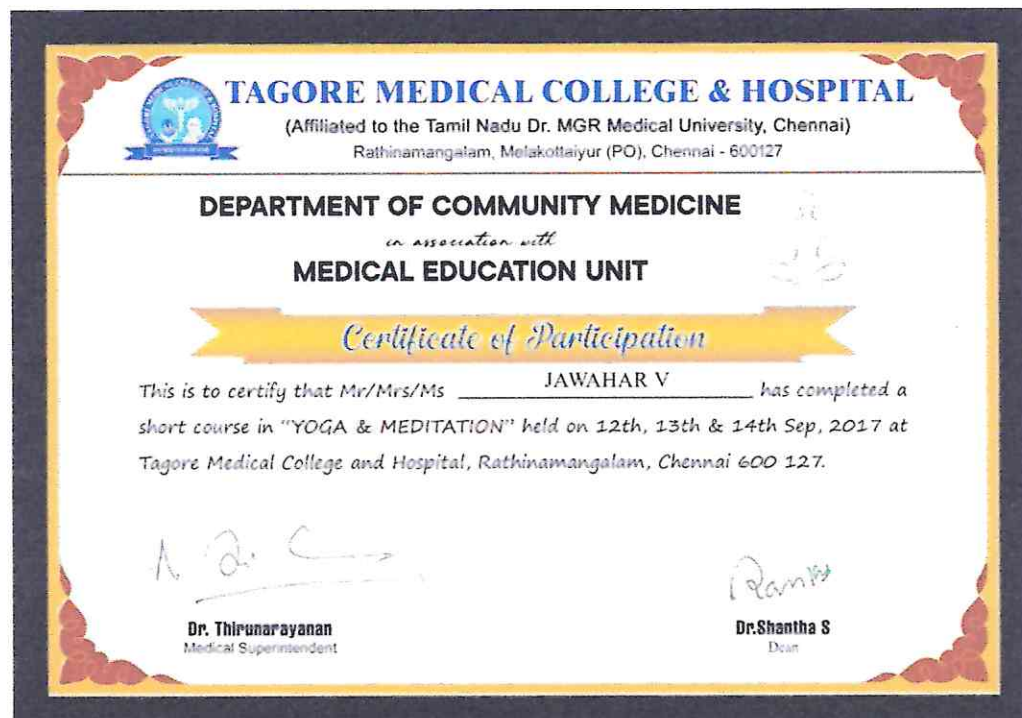 TAGORE MEDICAL COLLEGE & HOSPITAL
(Affiliated to the Tamil Nadu Dr. MGR Medical University, Chennai)
Rathinamangalam, Melakottaiyur (PO), Chennai - 600127
DEPARTMENT OF COMMUNITY MEDICINE
in association with
MEDICAL EDUCATION UNIT
Certificate of Participation
This is to certify that Mr/Mrs/Ms JAWAHAR V has completed a
short course in "YOGA & MEDITATION" held on 12th, 13th & 14th Sep, 2017 at
Tagore Medical College and Hospital, Rathinamangalam, Chennai 600 127.
Dr. Thirunarayanan
Medical Superintendent
Dr.Shantha S
Dean